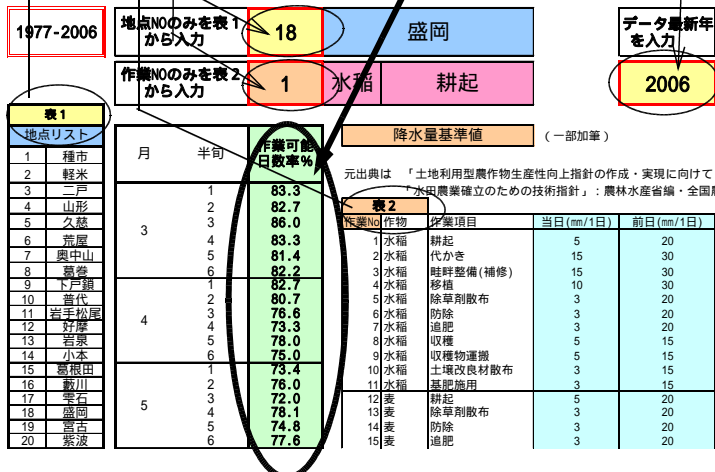 1977-2006
地点NOのみを表1
から入力
18
盛岡
データ最新年
を入力
作業NOのみを表2
から入力
1
水稲
耕起
2006
表1
地点リスト
1 種市
2 軽米
3 二戸
4 山形
5 久慈
6 荒屋
7 奥中山
8 葛巻
9 下戸鎖
10 普代
11 岩手松尾
12 好摩
13 岩泉
14 小本
15 葛根田
16 藪川
17 雫石
18 盛岡
19 宮古
20 紫波
月 半旬 作業可能
日数率%
3
1 83.3
2 82.7
3 86.0
4 83.3
5 81.4
6 82.2
4
1 82.7
2 80.7
3 76.6
4 73.3
5 78.0
6 75.0
5
1 73.4
2 76.0
3 72.0
4 78.1
5 74.8
6 77.6
降水量基準値 (一部加筆)
元出典は 「土地利用型農作物生産性向上指針の作成・実現に向けて
「水田農業確立のための技術指針」:農林水産省編・全国
表2
作業No 作物 作業項目 当日(mm/1日) 前日(mm/1日)
1 水稲 耕起 5 20
2 水稲 代かき 15 30
3 水稲 畦畔整備(補修) 15 30
4 水稲 移植 10 30
5 水稲 除草剤散布 3 20
6 水稲 防除 3 20
7 水稲 追肥 3 20
8 水稲 収穫 5 15
9 水稲 収穫物運搬 5 15
10 水稲 土壌改良材散布 3 15
11 水稲 基肥施用 3 15
12 麦 耕起 5 20
13 麦 除草剤散布 3 20
14 麦 防除 3 20
15 麦 追肥 3 20